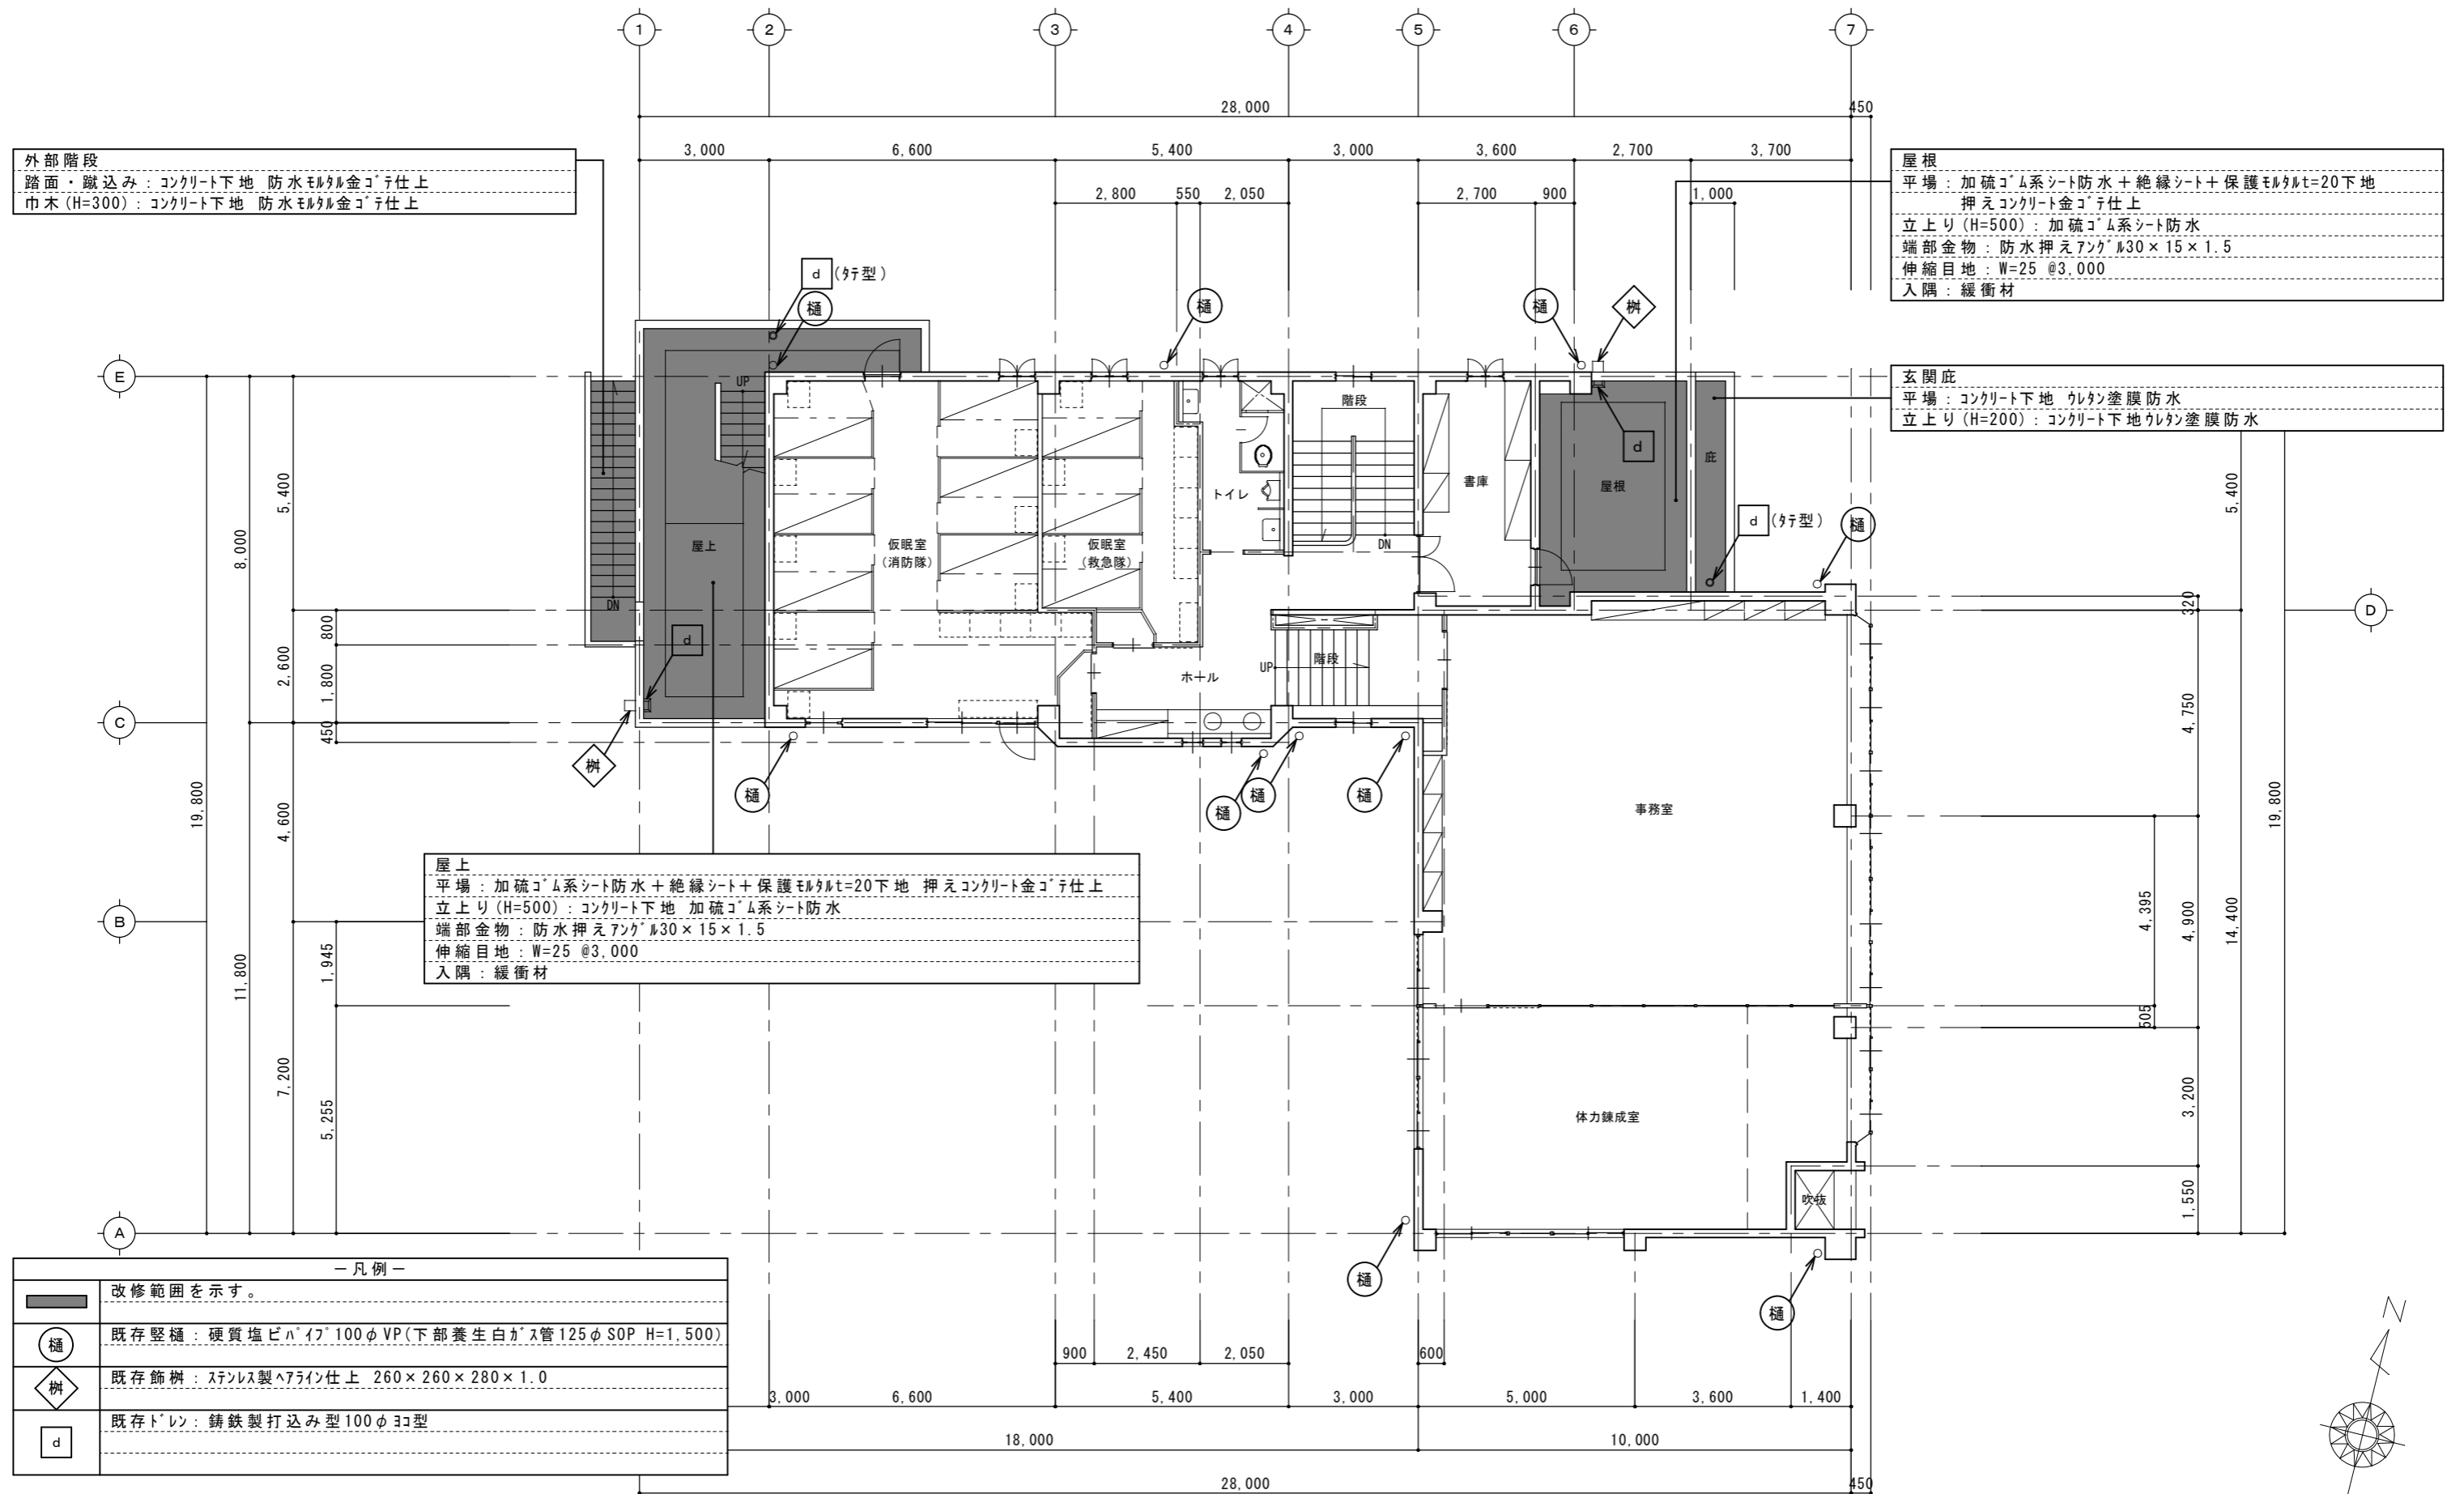 1
2
3
4
5
6
7
28,000
450
3,000
6,600
5,400
3,000
3,600
2,700
3,700
2,800
550
2,050
2,700
900
1,000
外部階段
踏面・蹴込み：コンクリート下地 防水モルタル金ゴテ仕上
巾木(H=300)：コンクリート下地 防水モルタル金ゴテ仕上
屋根
平場：加硫ゴム系シート防水＋絶縁シート＋保護モルタルt=20下地
押えコンクリート金ゴテ仕上
立上り(H=500)：加硫ゴム系シート防水
端部金物：防水押えアングル30×15×1.5
伸縮目地：W=25 @3,000
入隅：緩衝材
玄関庇
平場：コンクリート下地 ウレタン塗膜防水
立上り(H=200)：コンクリート下地ウレタン塗膜防水
d
(タテ型)
樋
樋
樋
桝
E
UP
階段
d
庇
書庫
屋根
トイレ
d
(タテ型)
樋
屋上
仮眠室
(消防隊)
仮眠室
(救急隊)
DN
DN
D
d
ホール
UP
階段
C
桝
樋
樋
樋
樋
事務室
B
屋上
平場：加硫ゴム系シート防水＋絶縁シート＋保護モルタルt=20下地 押えコンクリート金ゴテ仕上
立上り(H=500)：コンクリート下地 加硫ゴム系シート防水
端部金物：防水押えアングル30×15×1.5
伸縮目地：W=25 @3,000
入隅：緩衝材
体力錬成室
吹抜
A
樋
樋
19,800
8,000
11,800
5,400
2,600
4,600
7,200
800
1,800
450
1,945
5,255
320
4,750
4,900
3,200
1,550
4,395
505
5,400
14,400
19,800
－凡例－
改修範囲を示す。
樋
既存竪樋：硬質塩ビパイプ100φVP(下部養生白ガス管125φSOP H=1,500)
桝
既存飾桝：ステンレス製ヘアライン仕上 260×260×280×1.0
d
既存ドレン：鋳鉄製打込み型100φヨコ型
900
2,450
2,050
600
3,000
6,600
5,400
3,000
5,000
3,600
1,400
18,000
10,000
28,000
450
N